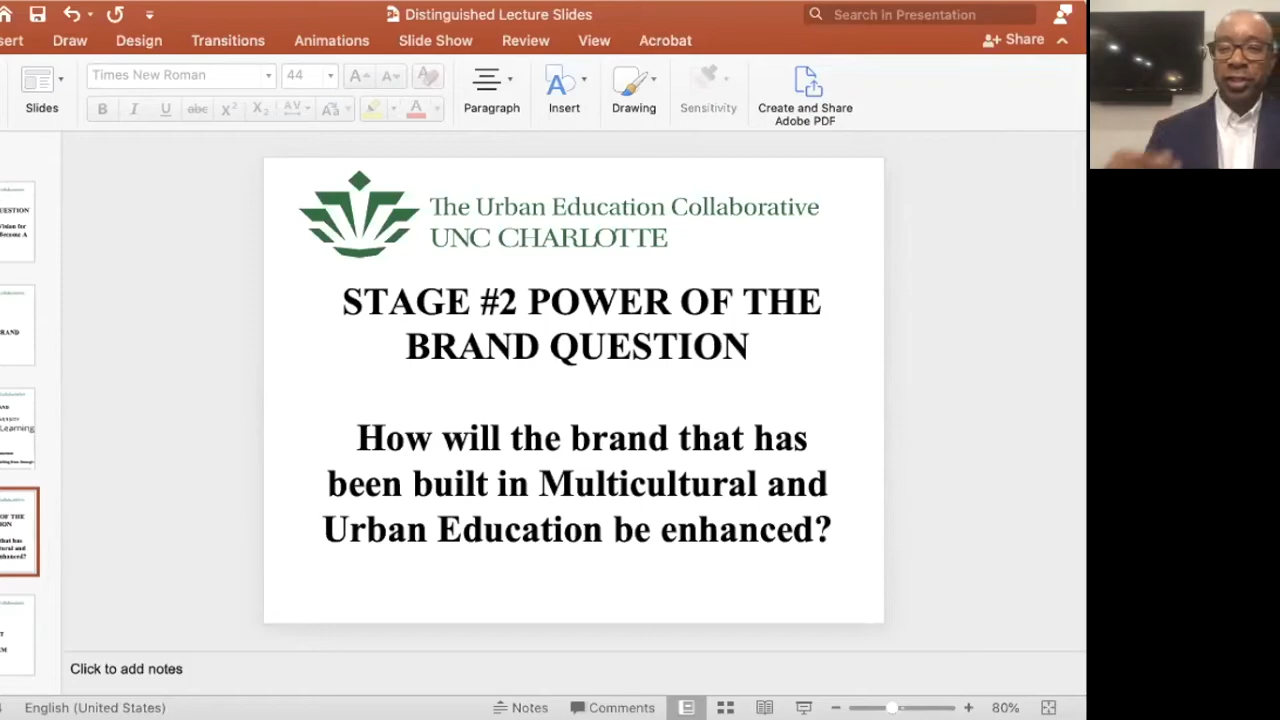 Distinguished Lecture Slides
Search in Presentation
sert Draw Design Transitions Animations Slide Show Review View Acrobat
Share
Times New Roman 44
Slides Paragraph Insert Drawing Sensitivity Create and Share
Adobe PDF
The Urban Education Collaborative
UNC CHARLOTTE
STAGE #2 POWER OF THE
BRAND QUESTION
How will the brand that has
been built in Multicultural and
Urban Education be enhanced?
Click to add notes
English (United States) Notes Comments 80%